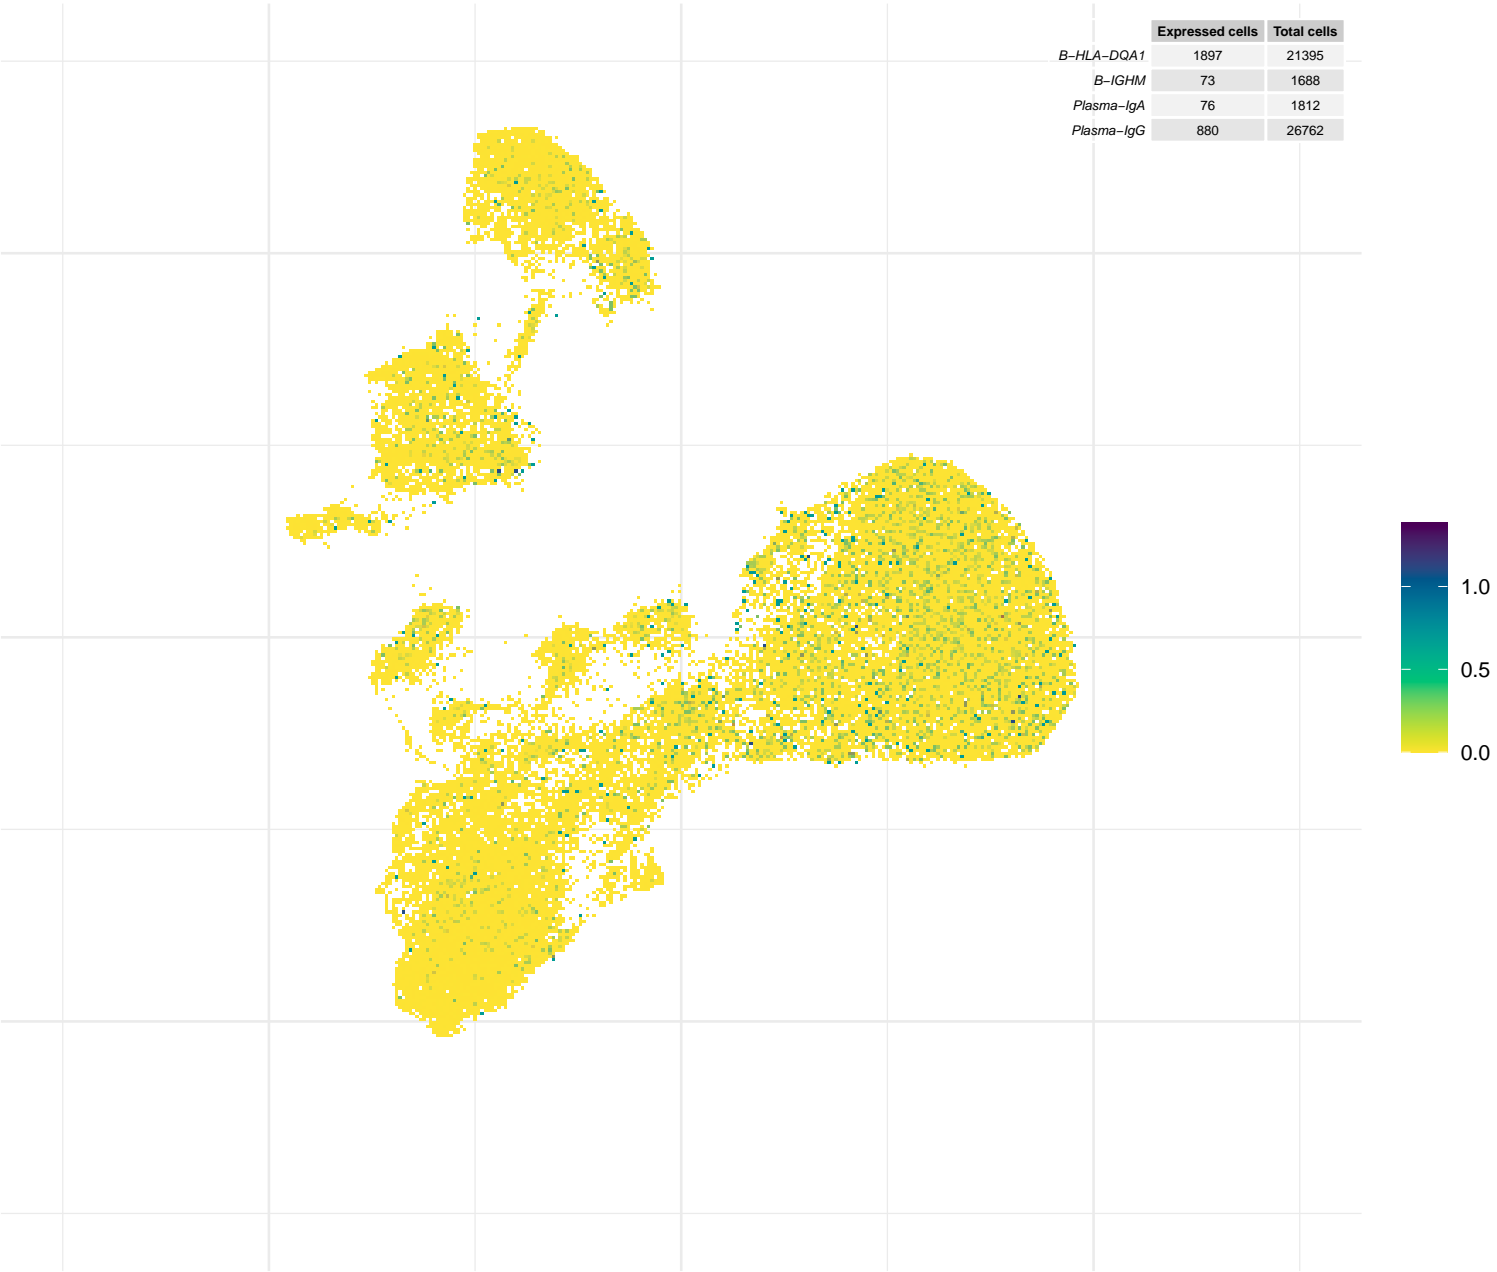 Expressed cells Total cells
B−HLA−DQA1 1897 21395
B−IGHM 73 1688
Plasma−IgA 76 1812
Plasma−IgG 880 26762
1.0
0.5
0.0